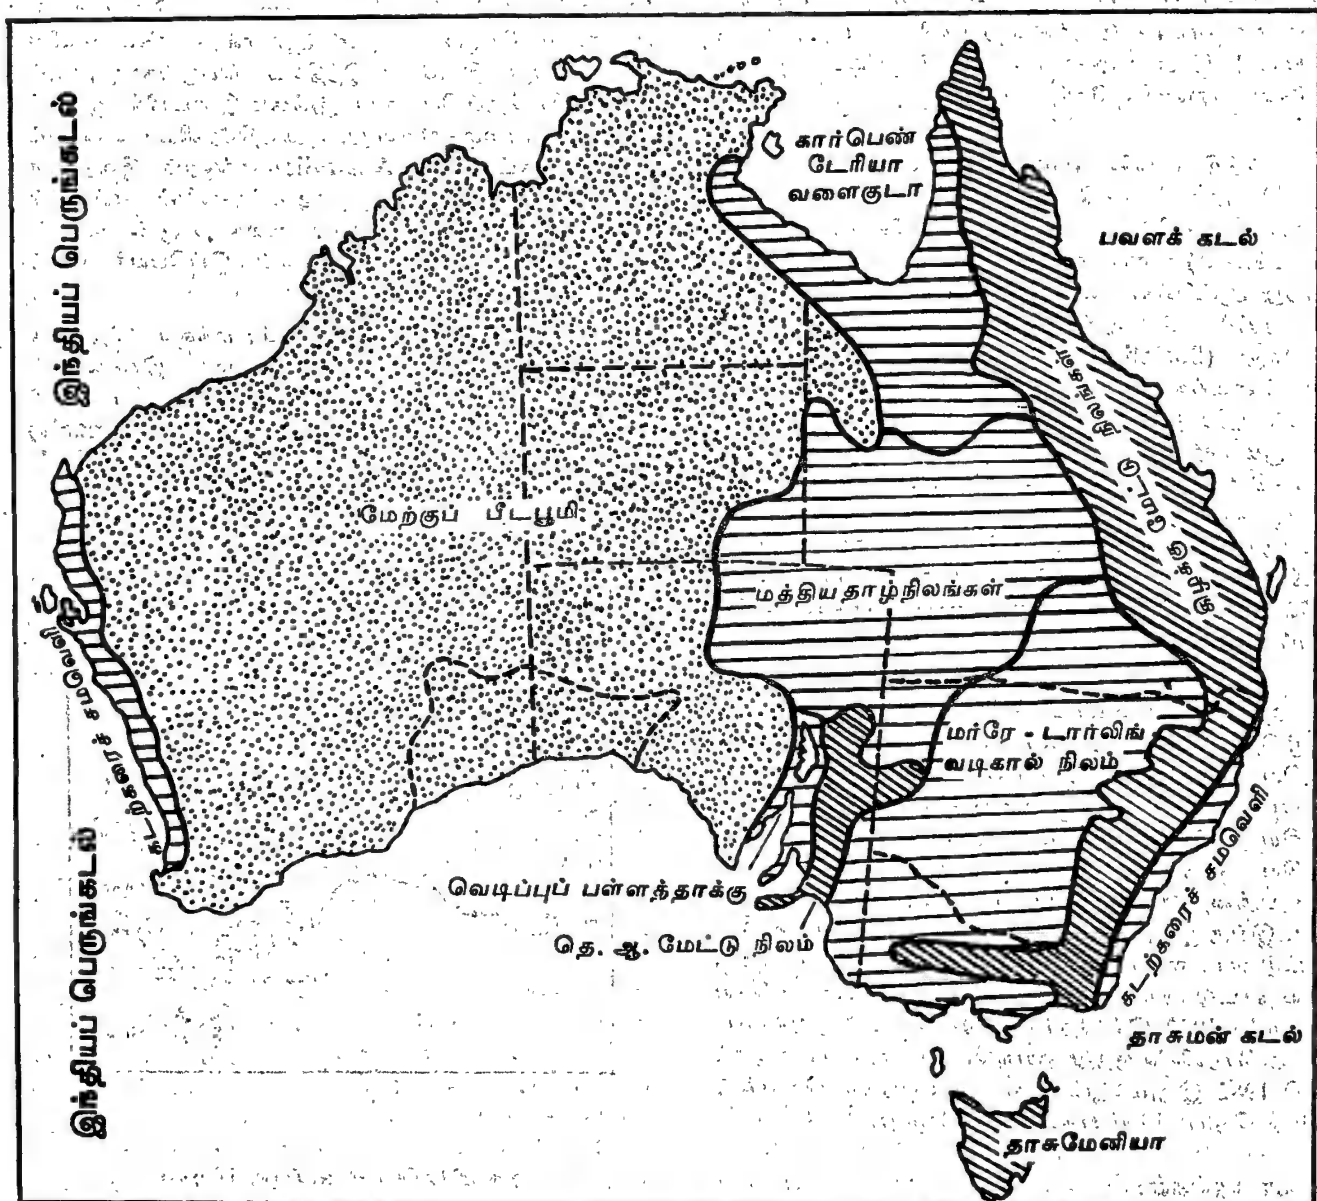 இந்தியப் பெருங்கடல்
கார்பெண்
டேரியா
வளைகுடா
பவளக் கடல்
கிழக்கு மேட்டு நிலங்கள்
மேற்குப் பீடபூமி
மத்திய தாழ்நிலங்கள்
கடற்கரைச் சமவெளி
மர்ரே - டார்லிங்
வடிகால் நிலம்
வெடிப்புப் பள்ளத்தாக்கு
தெ. ஆ. மேட்டு நிலம்
கடற்கரைச் சமவெளி
இந்தியப் பெருங்கடல்
தாசுமன் கடல்
தாசுமேனியா